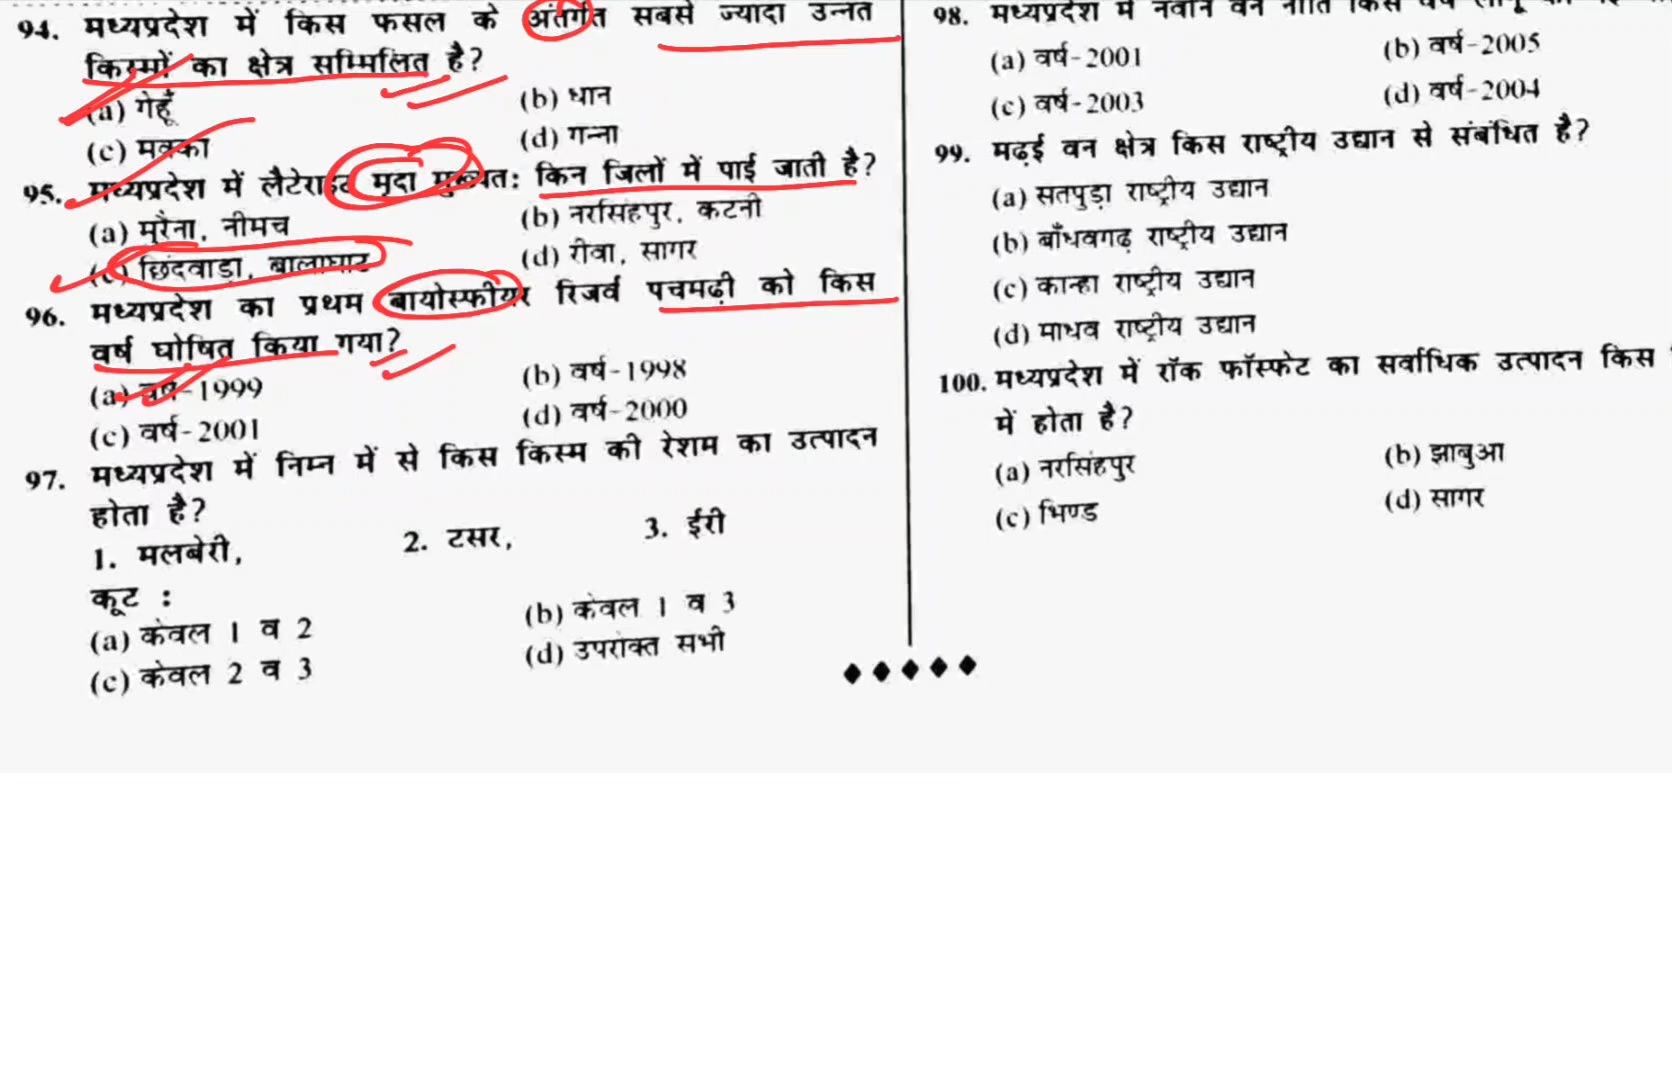 94. मध्यप्रदेश में किस फसल के अंतर्गत सबसे ज्यादा उन्नत
किस्मों का क्षेत्र सम्मिलित है?
(a) गेहूँ
(b) धान
(c) मक्का
(d) गन्ना
95. मध्यप्रदेश में लैटेराइट मृदा मुख्यतः किन जिलों में पाई जाती है?
(a) मुरैना, नीमच
(b) नरसिंहपुर, कटनी
(c) छिंदवाड़ा, बालाघाट
(d) रीवा, सागर
96. मध्यप्रदेश का प्रथम बायोस्फीयर रिजर्व पचमढ़ी को किस
वर्ष घोषित किया गया?
(a) वर्ष-1999
(b) वर्ष-1998
(c) वर्ष-2001
(d) वर्ष-2000
97. मध्यप्रदेश में निम्न में से किस किस्म की रेशम का उत्पादन
होता है?
1. मलबेरी, 2. टसर, 3. ईरी
कूट :
(a) केवल 1 व 2
(b) केवल 1 व 3
(c) केवल 2 व 3
(d) उपरोक्त सभी
98. मध्यप्रदेश में नवीन वन नीति किस वर्ष लागू की
(a) वर्ष-2001
(b) वर्ष-2005
(c) वर्ष-2003
(d) वर्ष-2004
99. मढ़ई वन क्षेत्र किस राष्ट्रीय उद्यान से संबंधित है?
(a) सतपुड़ा राष्ट्रीय उद्यान
(b) बाँधवगढ़ राष्ट्रीय उद्यान
(c) कान्हा राष्ट्रीय उद्यान
(d) माधव राष्ट्रीय उद्यान
100. मध्यप्रदेश में रॉक फॉस्फेट का सर्वाधिक उत्पादन किस
में होता है?
(a) नरसिंहपुर
(b) झाबुआ
(c) भिण्ड
(d) सागर